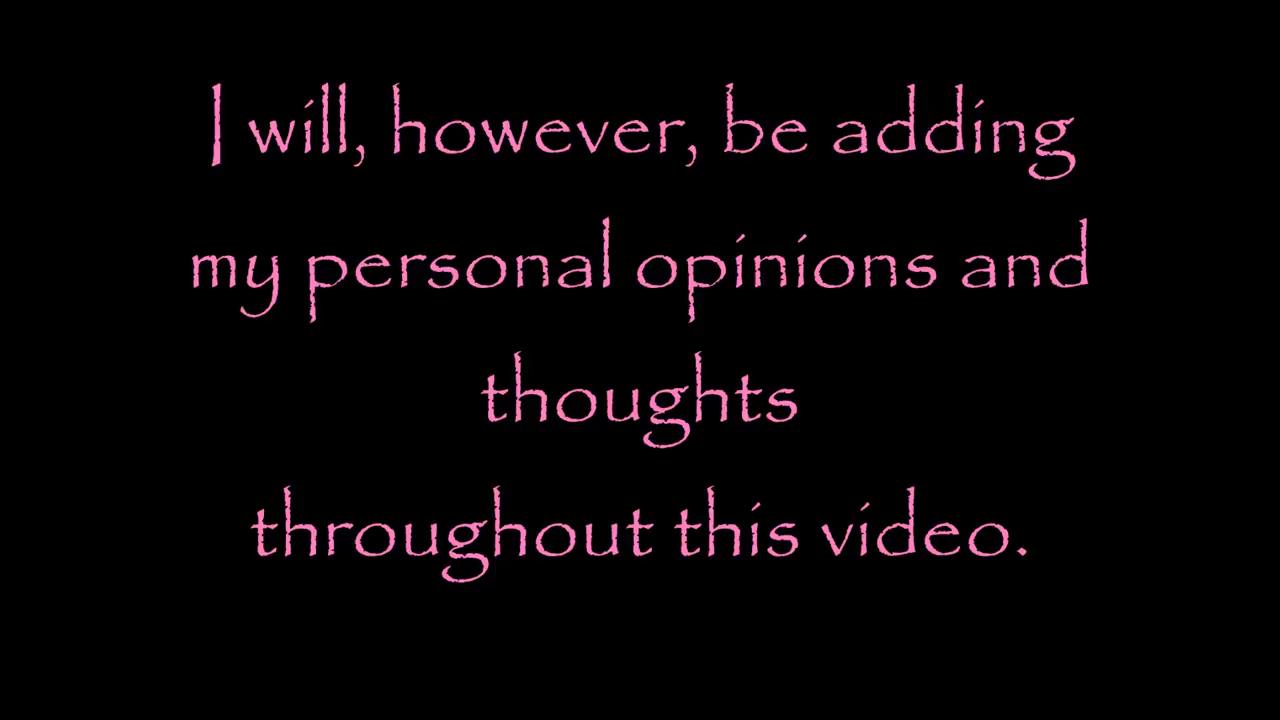 I will, however, be adding
my personal opinions and
thoughts
throughout this video.